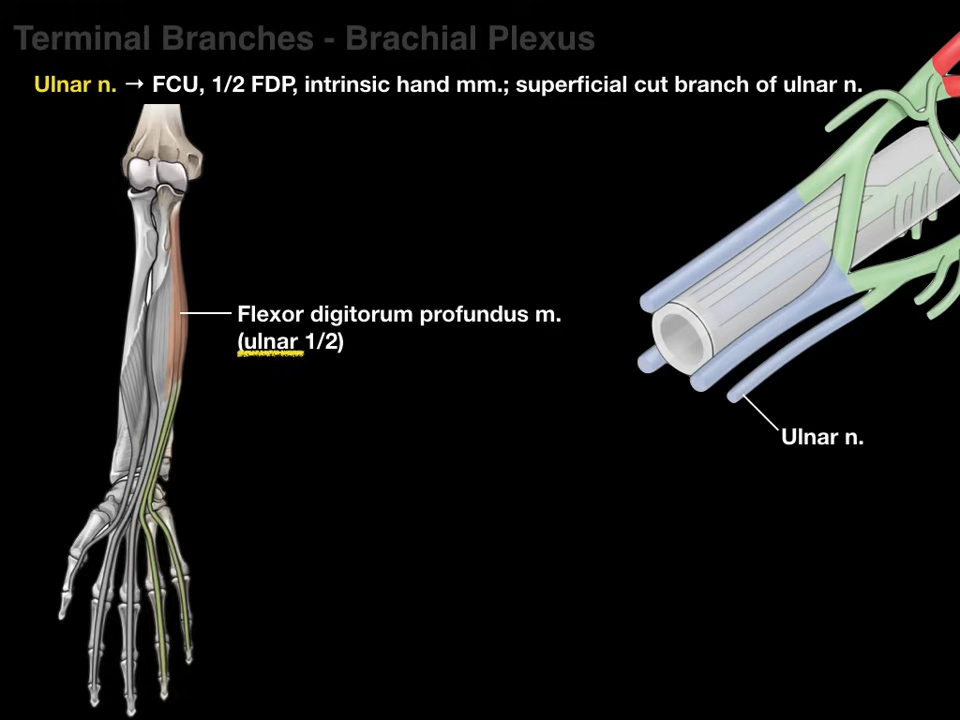 Terminal Branches - Brachial Plexus
Ulnar n. → FCU, 1/2 FDP, intrinsic hand mm.; superficial cut branch of ulnar n.
Flexor digitorum profundus m.
(ulnar 1/2)
Ulnar n.